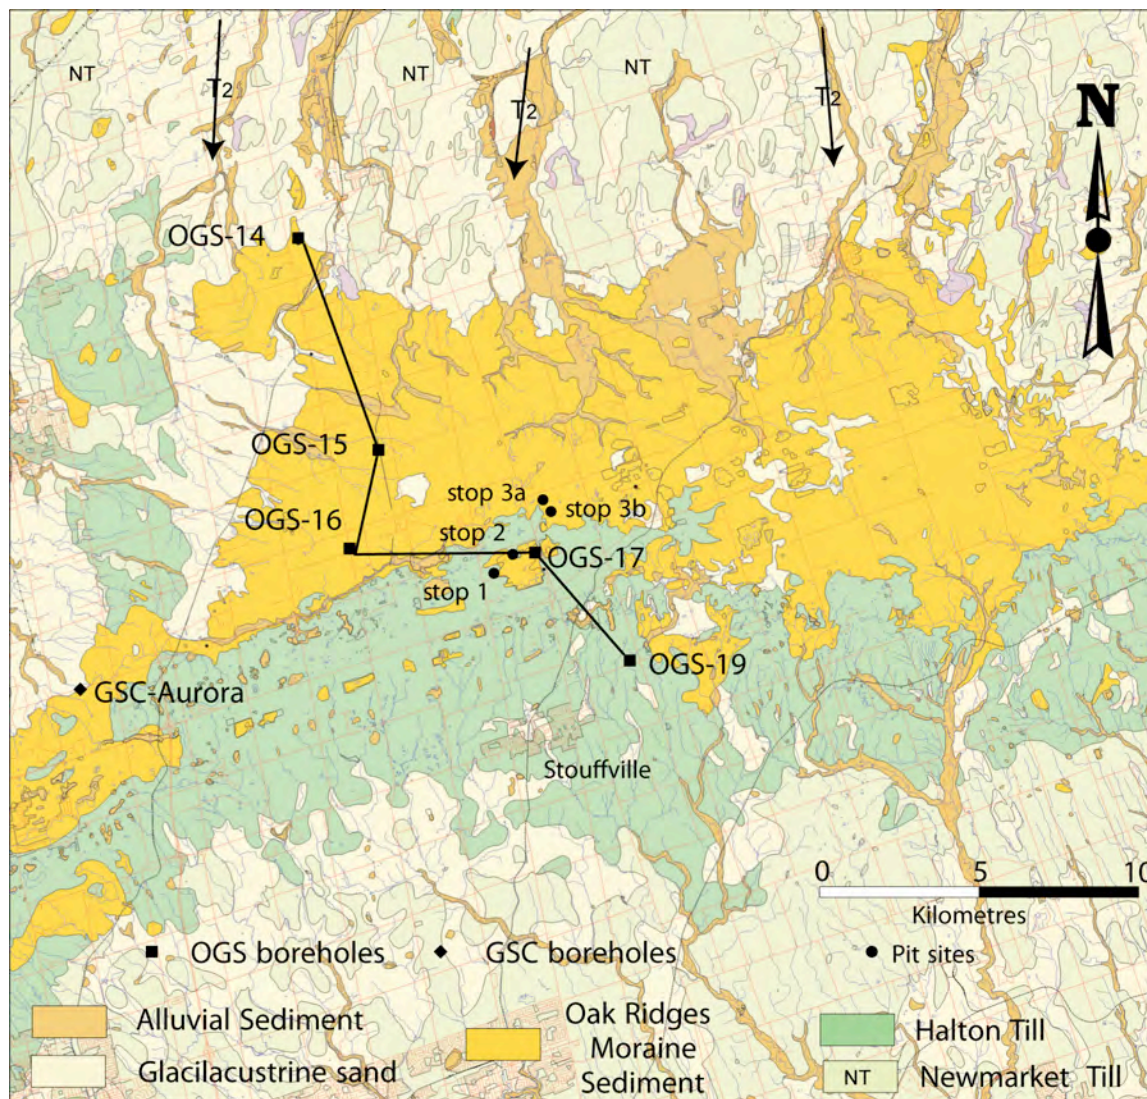 NT
T2
NT
T2
NT
T2
N
OGS-14
OGS-15
OGS-16
stop 3a
stop 3b
stop 2
OGS-17
stop 1
OGS-19
GSC-Aurora
Stouffville
0 5 10
Kilometres
OGS boreholes
GSC boreholes
Pit sites
Alluvial Sediment
Glacilacustrine sand
Oak Ridges
Moraine
Sediment
Halton Till
NT Newmarket Till